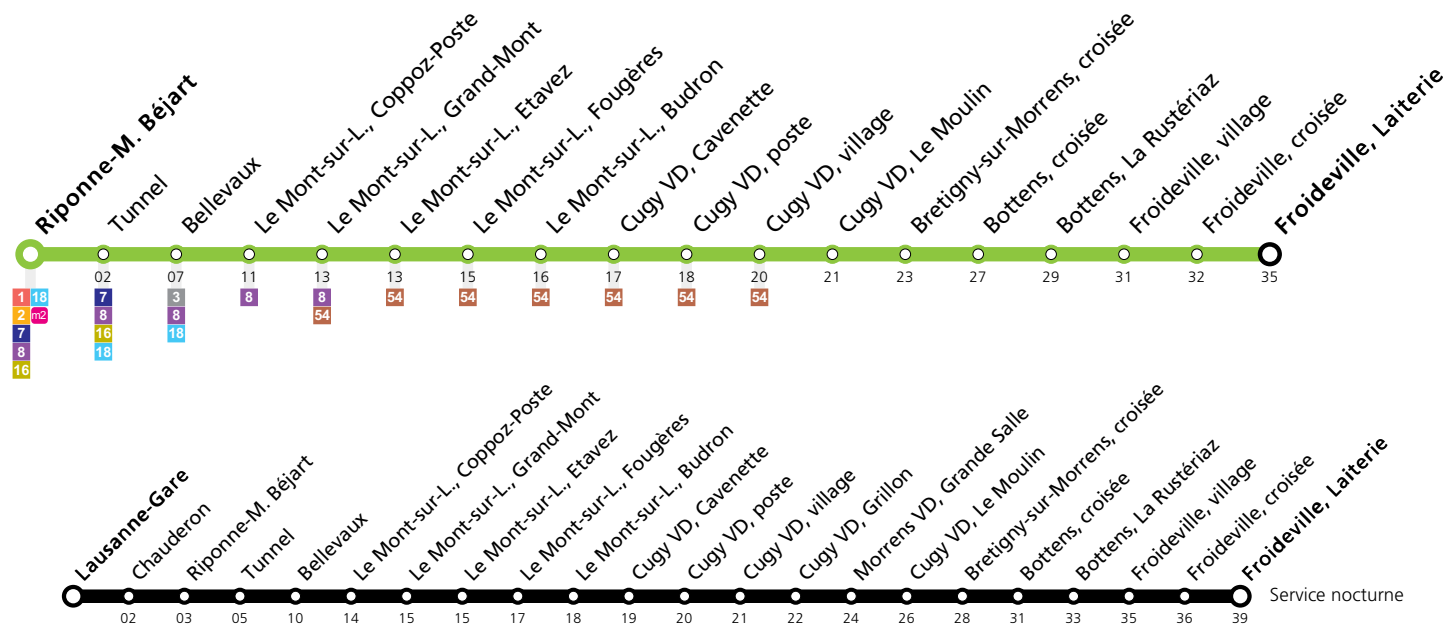 Riponne-M. Béjart
Tunnel
Bellevaux
Le Mont-sur-L., Coppoz-Poste
Le Mont-sur-L., Grand-Mont
Le Mont-sur-L., Etavez
Le Mont-sur-L., Fougères
Le Mont-sur-L., Budron
Cugy VD, Cavenette
Cugy VD, poste
Cugy VD, village
Cugy VD, Le Moulin
Bretigny-sur-Morrens, croisée
Bottens, croisée
Bottens, La Rustériaz
Froideville, village
Froideville, croisée
Froideville, Laiterie
02 07 11 13 13 15 16 17 18 20 21 23 27 29 31 32 35
1 18 7 3 8 8 54 54 54 54 54 54
2 m2 8 8 54
7 16 18
8 18
16
Lausanne-Gare
Chauderon
Riponne-M. Béjart
Tunnel
Bellevaux
Le Mont-sur-L., Coppoz-Poste
Le Mont-sur-L., Grand-Mont
Le Mont-sur-L., Etavez
Le Mont-sur-L., Fougères
Le Mont-sur-L., Budron
Cugy VD, Cavenette
Cugy VD, poste
Cugy VD, village
Cugy VD, Grillon
Morrens VD, Grande Salle
Cugy VD, Le Moulin
Bretigny-sur-Morrens, croisée
Bottens, croisée
Bottens, La Rustériaz
Froideville, village
Froideville, croisée
Froideville, Laiterie
Service nocturne
02 03 05 10 14 15 15 17 18 19 20 21 22 24 26 28 31 33 35 36 39